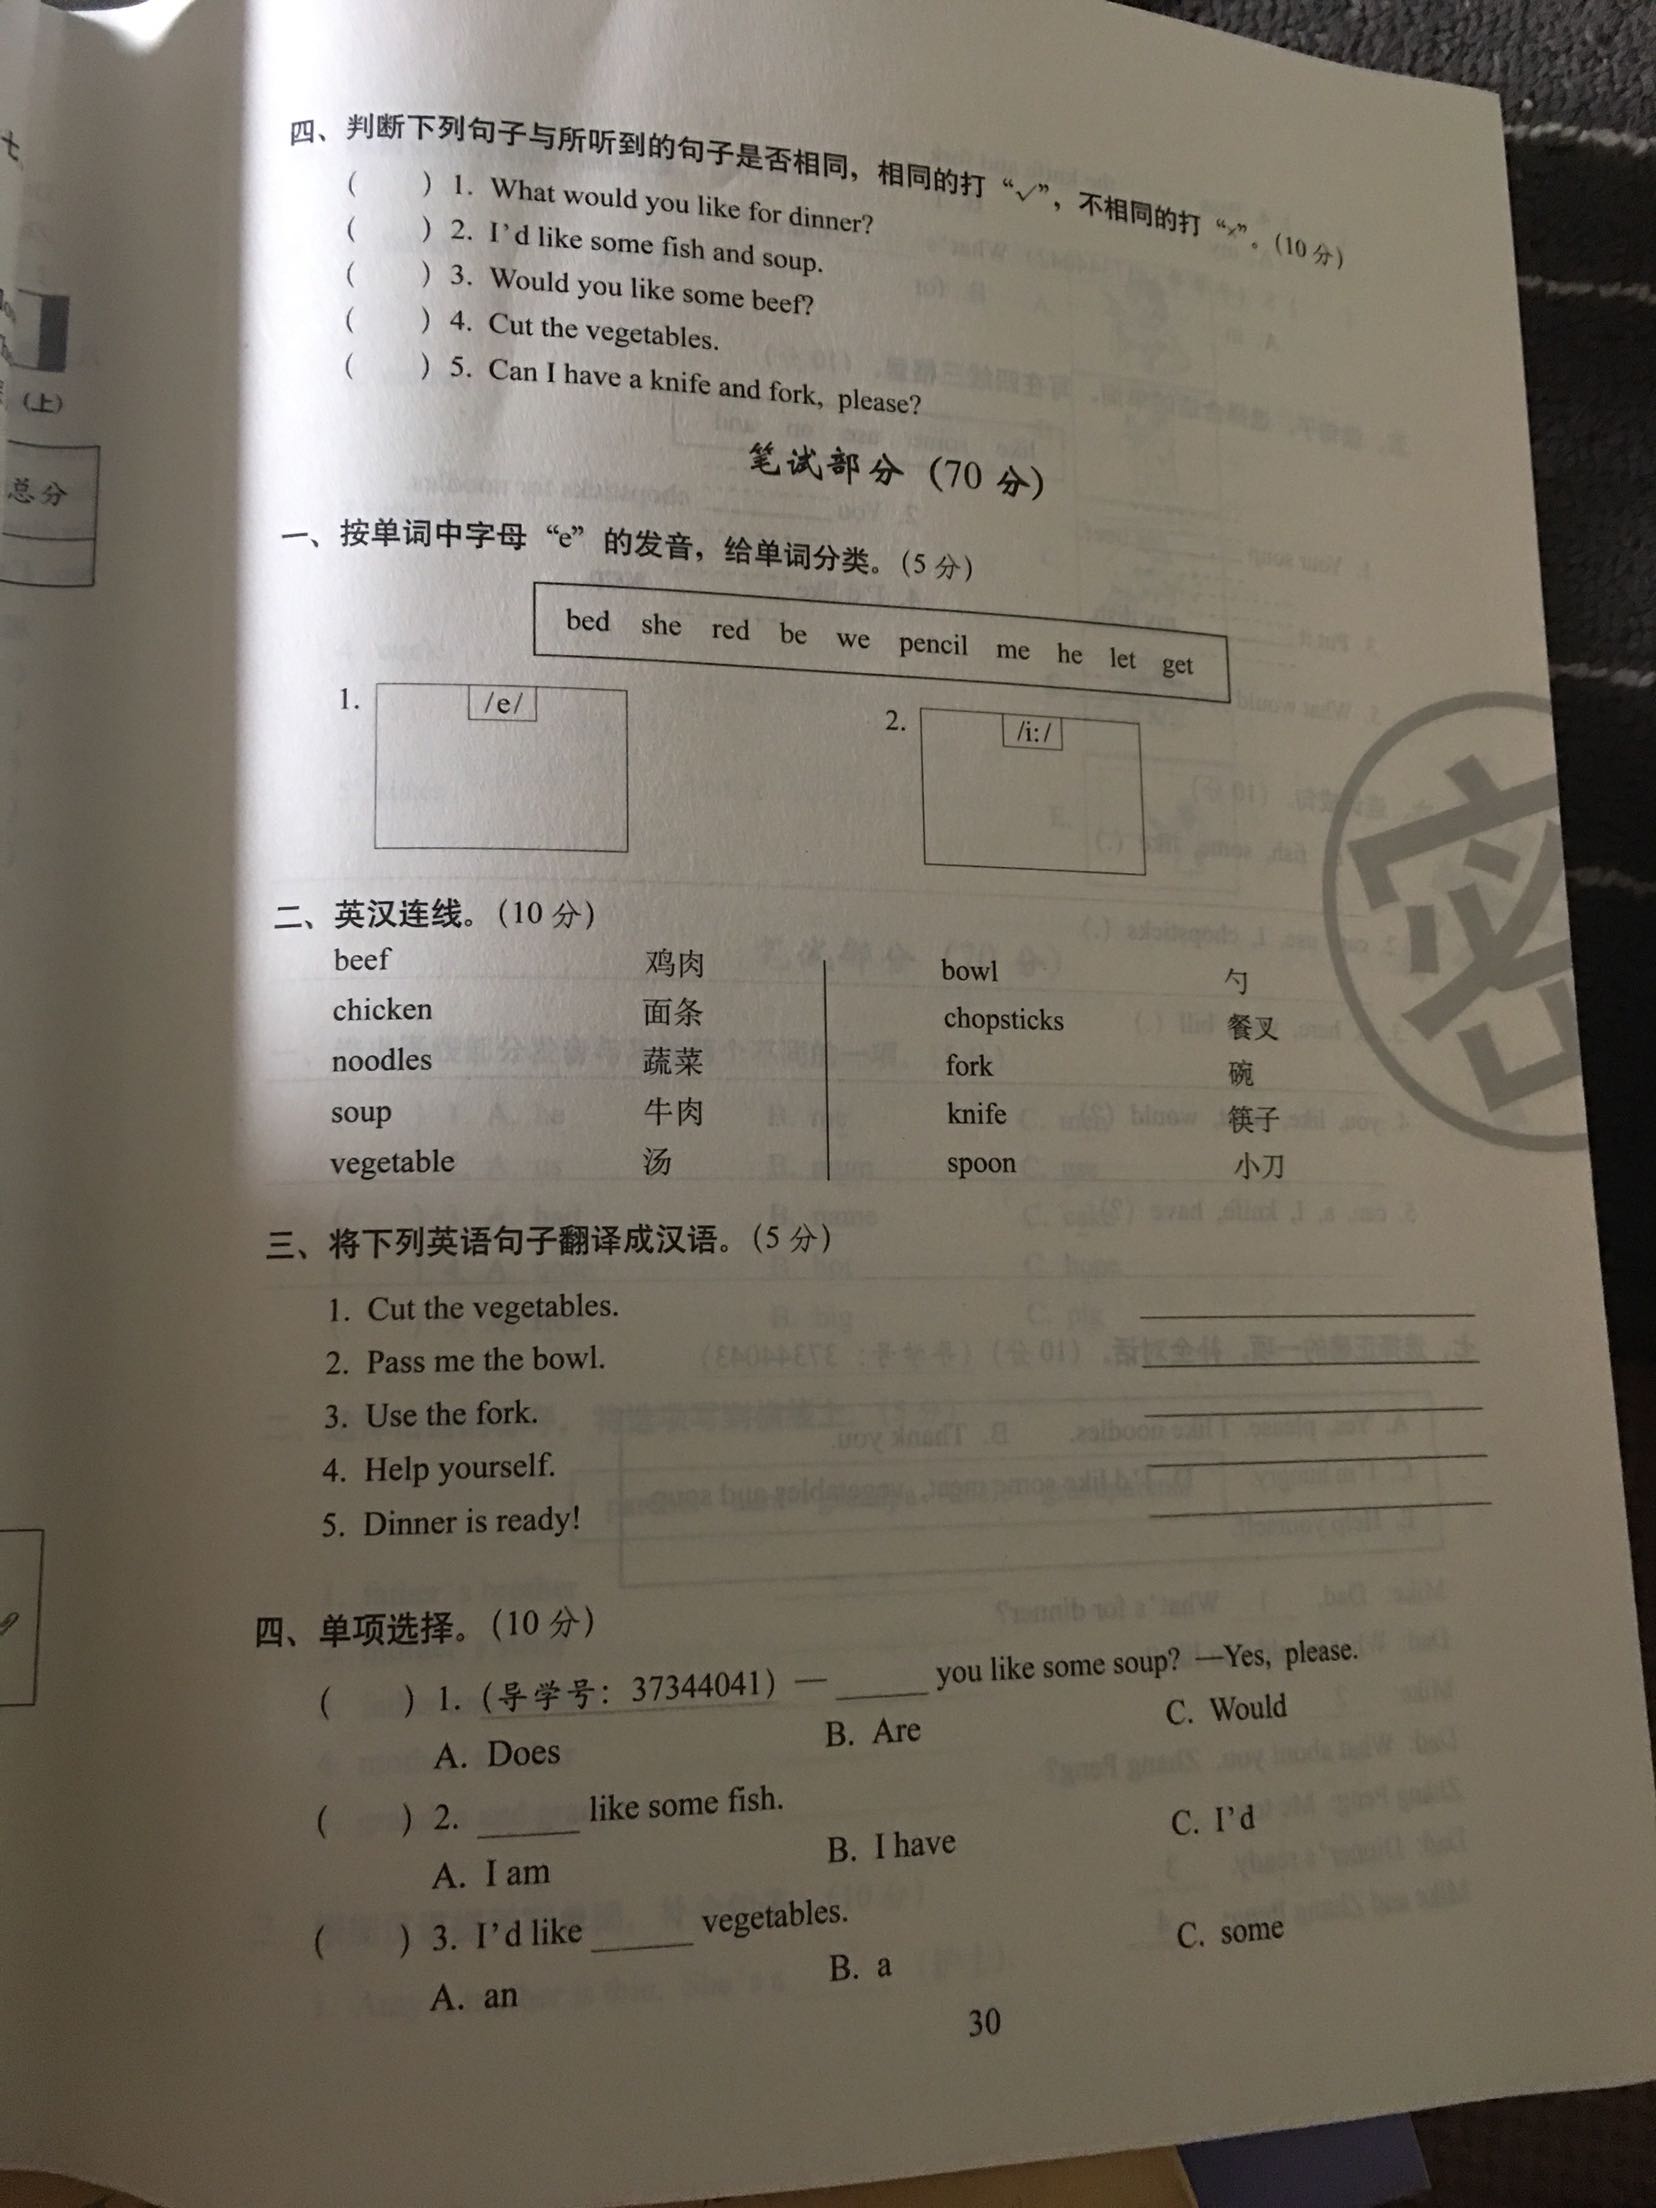 四、判断下列句子与所听到的句子是否相同，相同的打“√”，不相同的打“×”。(10分)
(    ) 1. What would you like for dinner?
(    ) 2. I'd like some fish and soup.
(    ) 3. Would you like some beef?
(    ) 4. Cut the vegetables.
(    ) 5. Can I have a knife and fork, please?
笔试部分 (70分)
一、按单词中字母“e”的发音，给单词分类。(5分)
bed she red be we pencil me he let get
1. /e/ 2. /i:/
二、英汉连线。(10分)
beef 鸡肉 bowl 勺
chicken 面条 chopsticks 餐叉
noodles 蔬菜 fork 碗
soup 牛肉 knife 筷子
vegetable 汤 spoon 小刀
三、将下列英语句子翻译成汉语。(5分)
1. Cut the vegetables. ______
2. Pass me the bowl. ______
3. Use the fork. ______
4. Help yourself. ______
5. Dinner is ready! ______
四、单项选择。(10分)
(    ) 1. (导学号：37344041) — ______ you like some soup? —Yes, please.
A. Does B. Are C. Would
(    ) 2. ______ like some fish.
A. I am B. I have C. I'd
(    ) 3. I'd like ______ vegetables.
A. an B. a C. some
30
密
(上)
总分